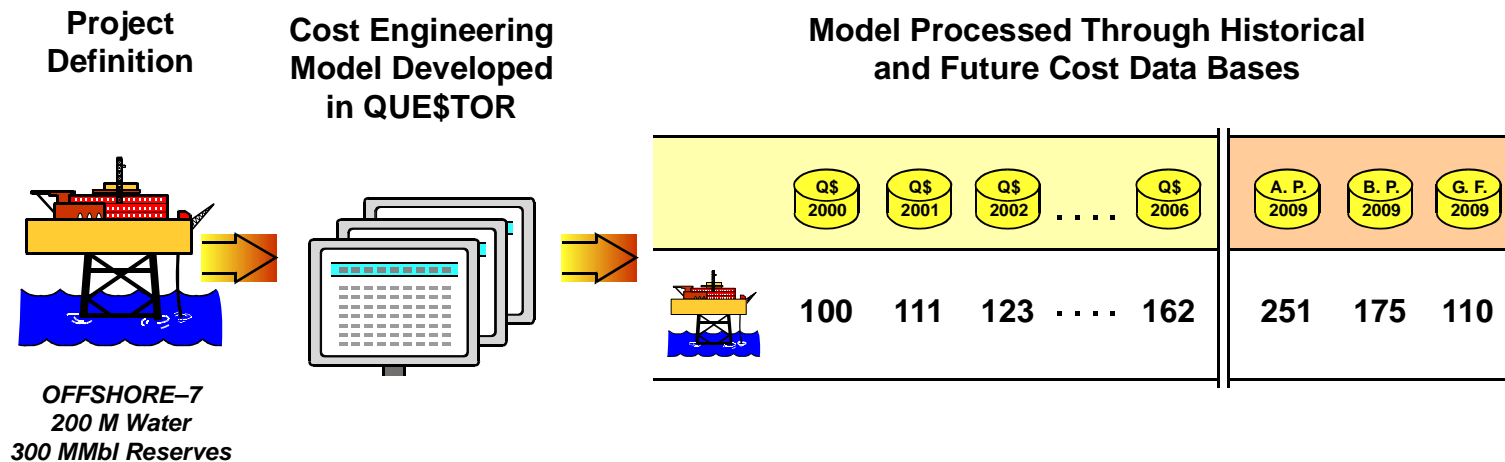 Project
Definition
Cost Engineering
Model Developed
in QUE$TOR
Model Processed Through Historical
and Future Cost Data Bases
Q$ Q$ Q$ Q$ A. P. B. P. G. F.
2000 2001 2002 .... 2006 2009 2009 2009
100 111 123 .... 162 251 175 110
OFFSHORE–7
200 M Water
300 MMbl Reserves